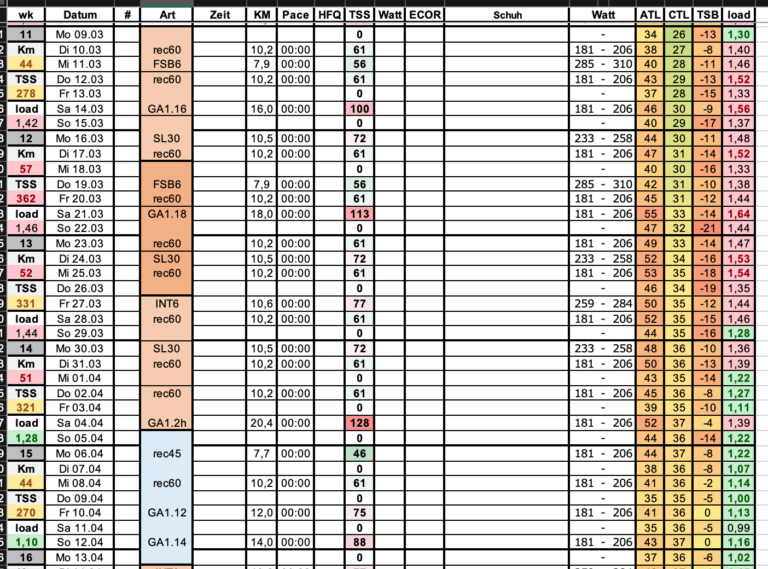 wk Datum # Art Zeit KM Pace HFQ TSS Watt ECOR Schuh Watt ATL CTL TSB load
11 Mo 09.03 0 - 34 26 -13 1,30
Km Di 10.03 rec60 10,2 00:00 61 181 - 206 38 27 -8 1,40
44 Mi 11.03 FSB6 7,9 00:00 56 285 - 310 40 28 -11 1,46
TSS Do 12.03 rec60 10,2 00:00 61 181 - 206 43 29 -13 1,52
278 Fr 13.03 0 - 37 28 -15 1,33
load Sa 14.03 GA1.16 16,0 00:00 100 181 - 206 46 30 -9 1,56
1,42 So 15.03 0 - 40 29 -17 1,37
12 Mo 16.03 SL30 10,5 00:00 72 233 - 258 44 30 -11 1,48
Km Di 17.03 rec60 10,2 00:00 61 181 - 206 47 31 -14 1,52
57 Mi 18.03 0 - 40 30 -16 1,33
TSS Do 19.03 FSB6 7,9 00:00 56 285 - 310 42 31 -10 1,38
362 Fr 20.03 rec60 10,2 00:00 61 181 - 206 45 31 -12 1,44
load Sa 21.03 GA1.18 18,0 00:00 113 181 - 206 55 33 -14 1,64
1,46 So 22.03 0 - 47 32 -21 1,44
13 Mo 23.03 rec60 10,2 00:00 61 181 - 206 49 33 -14 1,47
Km Di 24.03 SL30 10,5 00:00 72 233 - 258 52 34 -16 1,53
52 Mi 25.03 rec60 10,2 00:00 61 181 - 206 53 35 -18 1,54
TSS Do 26.03 0 - 46 34 -19 1,35
331 Fr 27.03 INT6 10,6 00:00 77 259 - 284 50 35 -12 1,44
load Sa 28.03 rec60 10,2 00:00 61 181 - 206 52 35 -15 1,46
1,44 So 29.03 0 - 44 35 -16 1,28
14 Mo 30.03 SL30 10,5 00:00 72 233 - 258 48 36 -10 1,36
Km Di 31.03 rec60 10,2 00:00 61 181 - 206 50 36 -13 1,39
51 Mi 01.04 0 - 43 35 -14 1,22
TSS Do 02.04 rec60 10,2 00:00 61 181 - 206 45 36 -8 1,27
321 Fr 03.04 0 - 39 35 -10 1,11
load Sa 04.04 GA1.2h 20,4 00:00 128 181 - 206 52 37 -4 1,39
1,28 So 05.04 0 - 44 36 -14 1,22
15 Mo 06.04 rec45 7,7 00:00 46 181 - 206 44 37 -8 1,22
Km Di 07.04 0 - 38 36 -8 1,07
44 Mi 08.04 rec60 10,2 00:00 61 181 - 206 41 36 -2 1,14
TSS Do 09.04 0 - 35 35 -5 1,00
270 Fr 10.04 GA1.12 12,0 00:00 75 181 - 206 41 36 0 1,13
load Sa 11.04 0 - 35 36 -5 0,99
1,10 So 12.04 GA1.14 14,0 00:00 88 181 - 206 43 37 0 1,16
16 Mo 13.04 0 - 37 36 -6 1,02